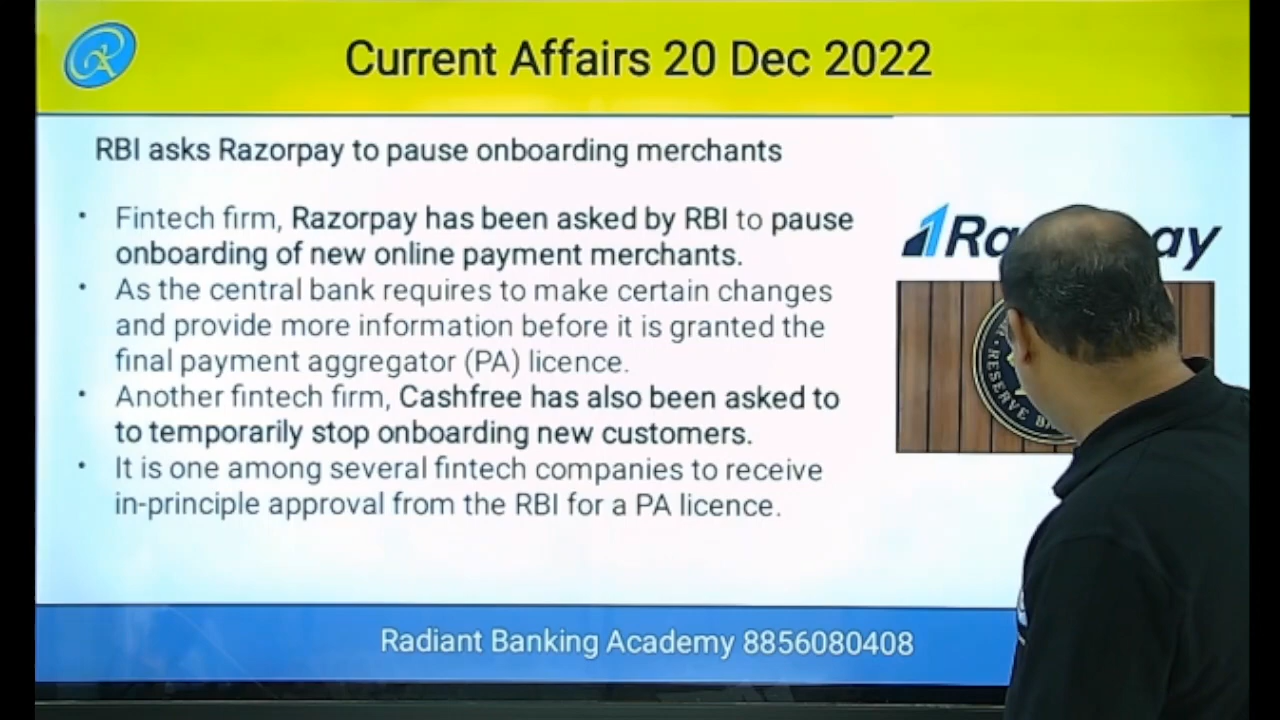 Current Affairs 20 Dec 2022
RBI asks Razorpay to pause onboarding merchants
• Fintech firm, Razorpay has been asked by RBI to pause
onboarding of new online payment merchants.
• As the central bank requires to make certain changes
and provide more information before it is granted the
final payment aggregator (PA) licence.
• Another fintech firm, Cashfree has also been asked to
to temporarily stop onboarding new customers.
• It is one among several fintech companies to receive
in-principle approval from the RBI for a PA licence.
RESERVE
Radiant Banking Academy 8856080408